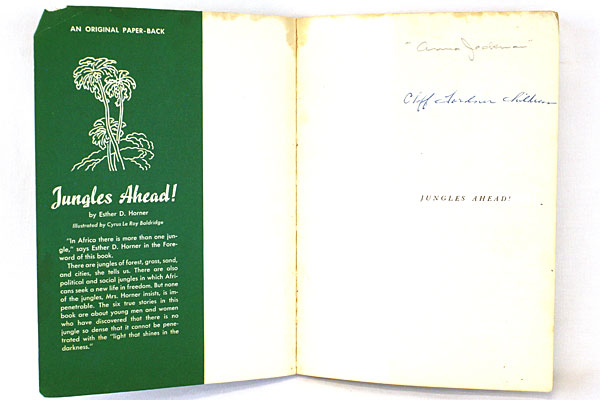 AN ORIGINAL PAPER-BACK
Jungles Ahead!
by Esther D. Horner
Illustrated by Cyrus Le Roy Baldridge
"In Africa there is more than one jun-
gle," says Esther D. Horner in the Fore-
word of this book.
There are jungles of forest, grass, sand,
and cities, she tells us. There are also
political and social jungles in which Afri-
cans seek a new life in freedom. But none
of the jungles, Mrs. Horner insists, is im-
penetrable. The six true stories in this
book are about young men and women
who have discovered that there is no
jungle so dense that it cannot be pene-
trated with the "light that shines in the
darkness."
Cliff Gardner Children
JUNGLES AHEAD!